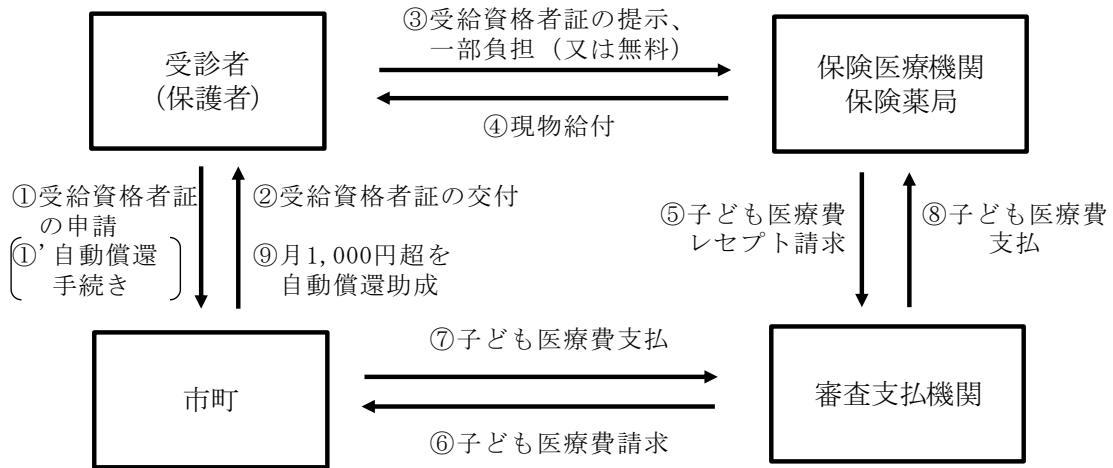 ③受給資格者証の提示、
一部負担（又は無料）
受診者
（保護者）
保険医療機関
保険薬局
④現物給付
①受給資格者証
の申請
①’自動償還
手続き
②受給資格者証の交付
⑨月1,000円超を
自動償還助成
⑤子ども医療費
レセプト請求
⑧子ども医療費
支払
⑦子ども医療費支払
市町
審査支払機関
⑥子ども医療費請求